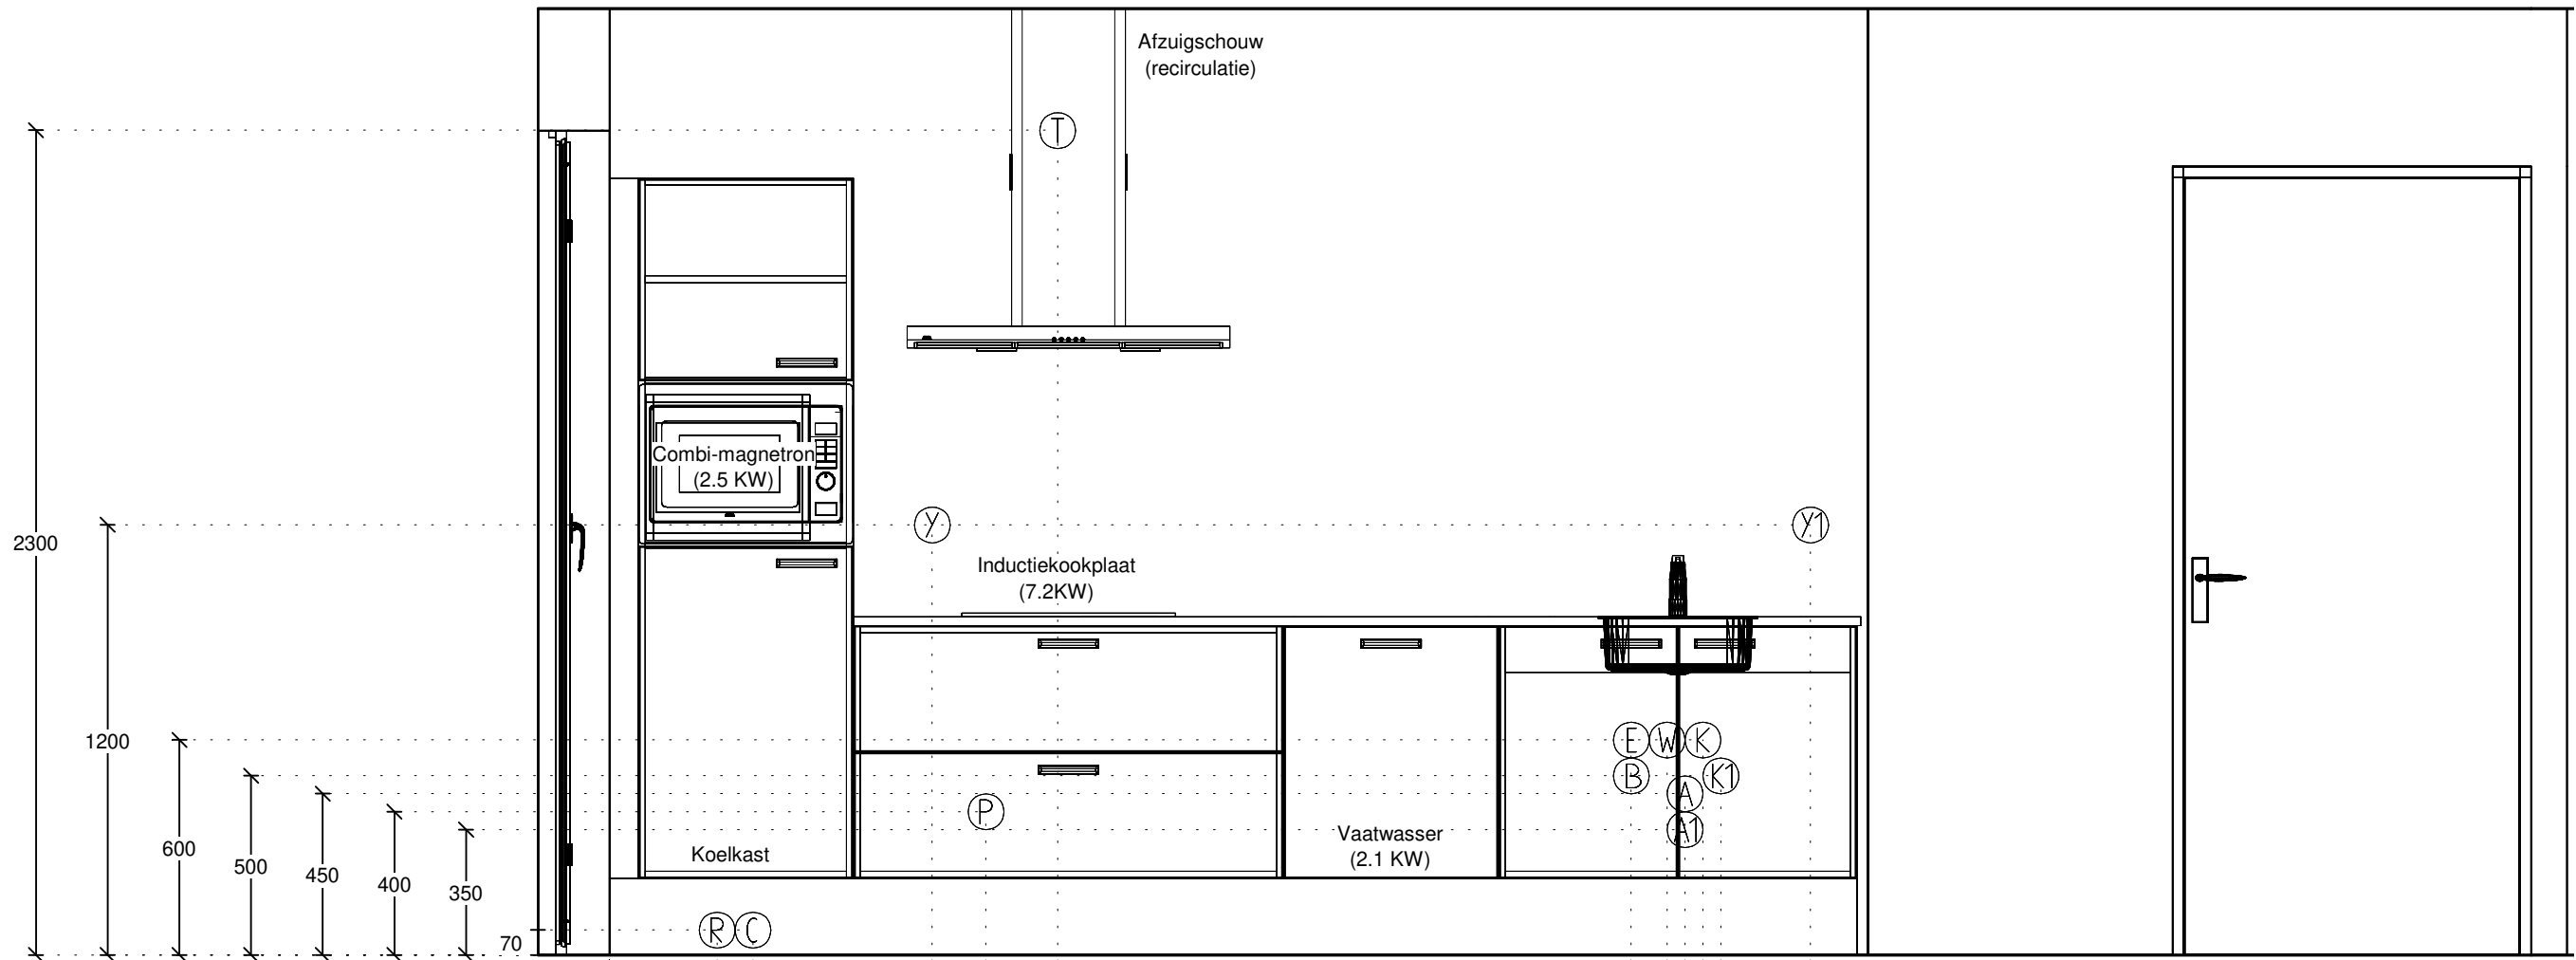 Afzuigschouw
(recirculatie)
T
Combi-magnetron
(2.5 KW)
Y
Y1
2300
Inductiekookplaat
(7.2KW)
1200
E W K
B
K1
A
P
A1
Vaatwasser
(2.1 KW)
Koelkast
600
500
450
400
350
R C
70